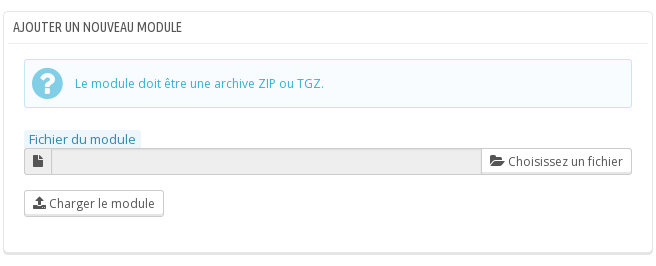 AJOUTER UN NOUVEAU MODULE
Le module doit être une archive ZIP ou TGZ.
Fichier du module
Choisissez un fichier
Charger le module